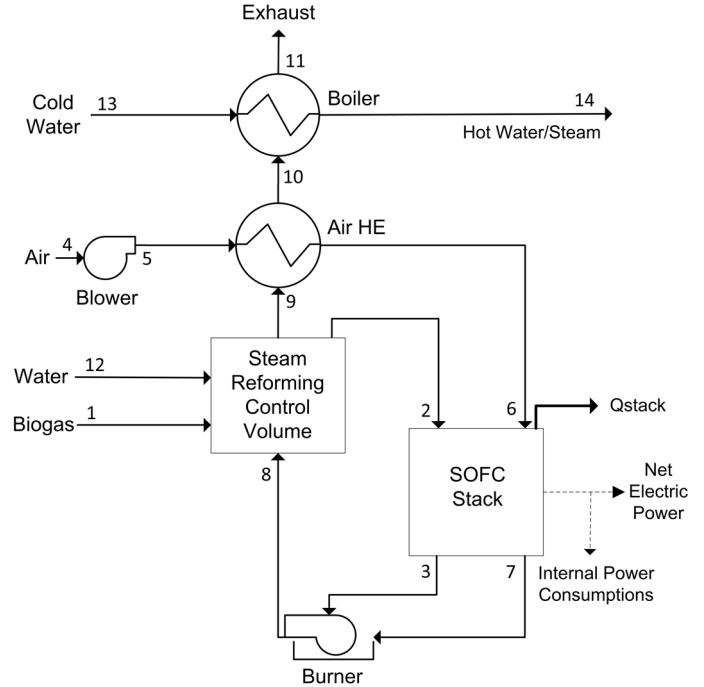 Exhaust
11
Cold
Water
13
Boiler
14
Hot Water/Steam
10
Air HE
Air
4
5
Blower
9
Water
12
Biogas
1
Steam
Reforming
Control
Volume
2
6
Qstack
8
SOFC
Stack
Net
Electric
Power
3
7
Internal Power
Consumptions
Burner